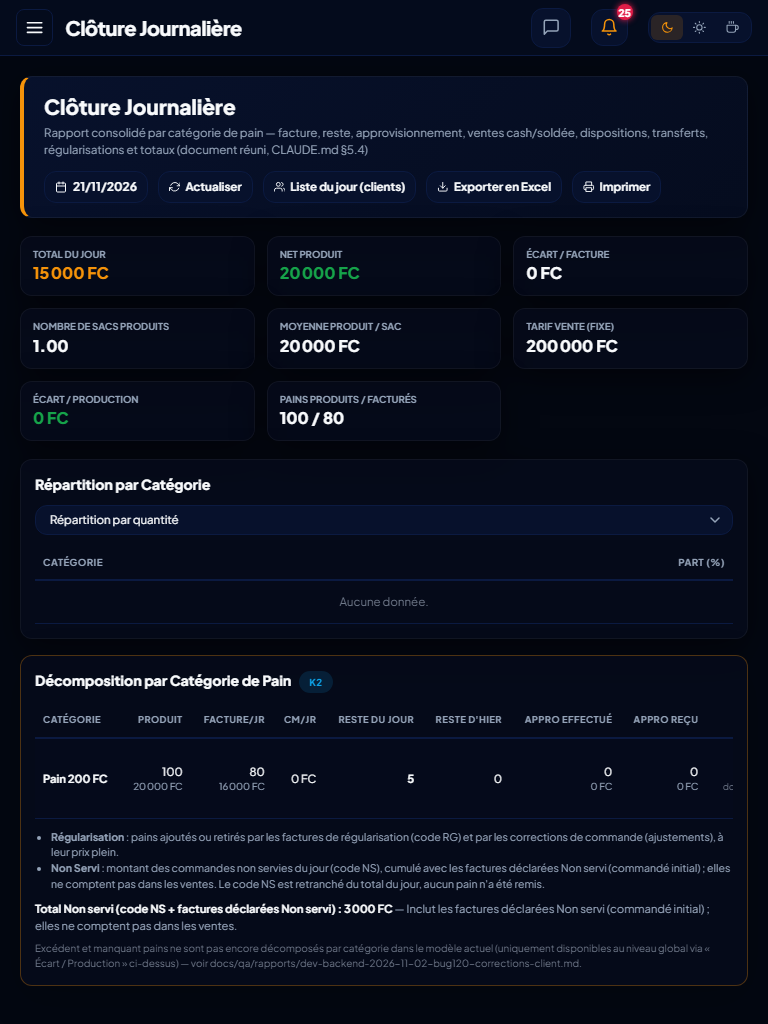 Clôture Journalière
25
Clôture Journalière
Rapport consolidé par catégorie de pain — facture, reste, approvisionnement, ventes cash/soldée, dispositions, transferts,
régularisations et totaux (document réuni, CLAUDE.md §5.4)
21/11/2026
Actualiser
Liste du jour (clients)
Exporter en Excel
Imprimer
TOTAL DU JOUR
15 000 FC
NET PRODUIT
20 000 FC
ÉCART / FACTURE
0 FC
NOMBRE DE SACS PRODUITS
1.00
MOYENNE PRODUIT / SAC
20 000 FC
TARIF VENTE (FIXE)
200 000 FC
ÉCART / PRODUCTION
0 FC
PAINS PRODUITS / FACTURÉS
100 / 80
Répartition par Catégorie
Répartition par quantité
CATÉGORIE PART (%)
Aucune donnée.
Décomposition par Catégorie de Pain K2
CATÉGORIE PRODUIT FACTURE/JR CM/JR RESTE DU JOUR RESTE D'HIER APPRO EFFECTUÉ APPRO REÇU
Pain 200 FC 100 80 0 FC 5 0 0 0
20 000 FC 16 000 FC 0 FC 0 FC
• Régularisation : pains ajoutés ou retirés par les factures de régularisation (code RG) et par les corrections de commande (ajustements), à
leur prix plein.
• Non Servi : montant des commandes non servies du jour (code NS), cumulé avec les factures déclarées Non servi (commandé initial) ; elles
ne comptent pas dans les ventes. Le code NS est retranché du total du jour, aucun pain n'a été remis.
Total Non servi (code NS + factures déclarées Non servi) : 3 000 FC — Inclut les factures déclarées Non servi (commandé initial) ;
elles ne comptent pas dans les ventes.
Excédent et manquant pains ne sont pas encore décomposés par catégorie dans le modèle actuel (uniquement disponibles au niveau global via «
Écart / Production » ci-dessus) — voir docs/qa/rapports/dev-backend-2026-11-02-bug120-corrections-client.md.